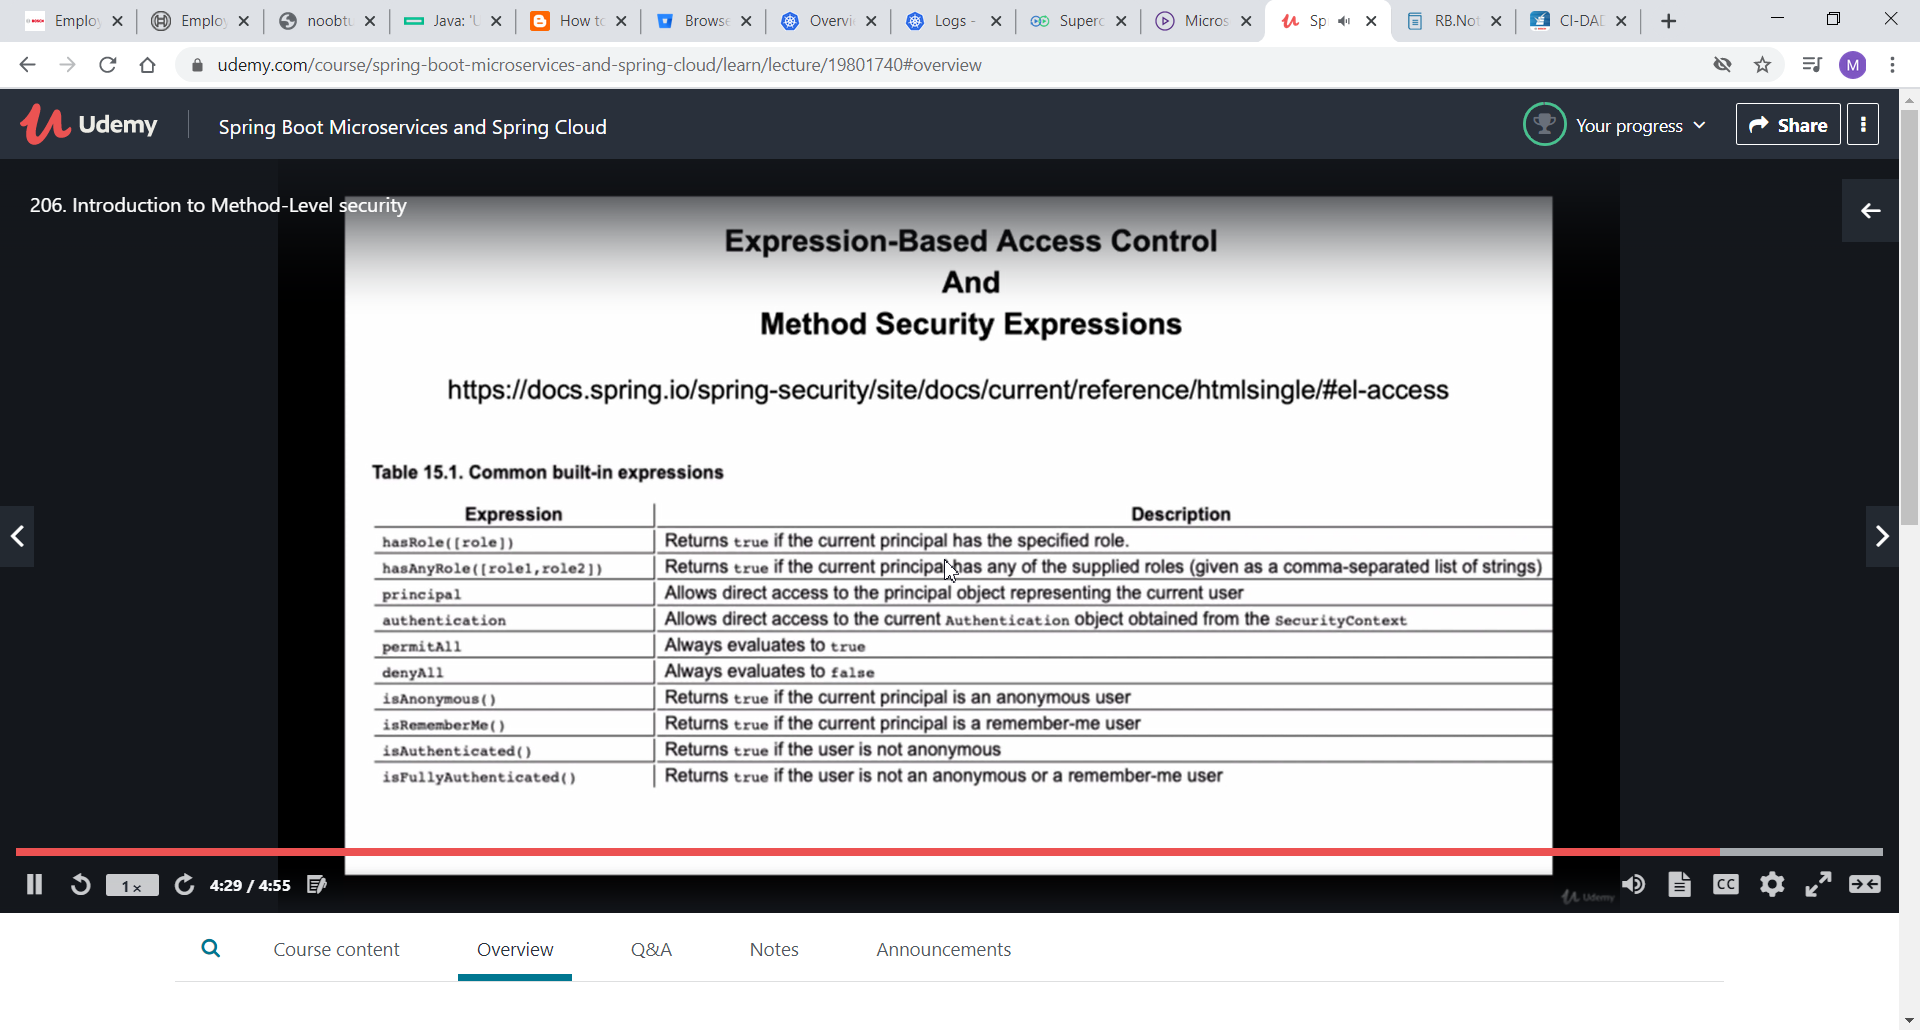 Employ Employ noobtu Java: 'U How to Browse Overvi Logs - Superc Micros Sp RB.Not CI-DAD
udemy.com/course/spring-boot-microservices-and-spring-cloud/learn/lecture/19801740#overview M
Udemy Spring Boot Microservices and Spring Cloud Your progress Share
206. Introduction to Method-Level security
Expression-Based Access Control
And
Method Security Expressions
https://docs.spring.io/spring-security/site/docs/current/reference/htmlsingle/#el-access
Table 15.1. Common built-in expressions
Expression Description
hasRole([role]) Returns true if the current principal has the specified role.
hasAnyRole([role1,role2]) Returns true if the current principal has any of the supplied roles (given as a comma-separated list of strings)
principal Allows direct access to the principal object representing the current user
authentication Allows direct access to the current Authentication object obtained from the SecurityContext
permitAll Always evaluates to true
denyAll Always evaluates to false
isAnonymous() Returns true if the current principal is an anonymous user
isRememberMe() Returns true if the current principal is a remember-me user
isAuthenticated() Returns true if the user is not anonymous
isFullyAuthenticated() Returns true if the user is not an anonymous or a remember-me user
1x 4:29 / 4:55 CC
Udemy
Course content Overview Q&A Notes Announcements